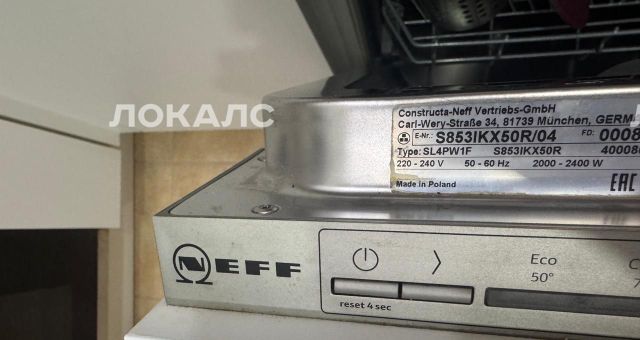 ЛОКАЛС
Constructa-Neff Vertriebs-GmbH
Carl-Wery-Straße 34, 81739 München, GERM
E-Nr.: S853IKX50R/04 FD: 0008
Type: SL4PW1F S853IKX50R 40008
220 - 240 V 50 - 60 Hz 2000 - 2400 W
Made in Poland EAC
NEFF
Eco
50°
reset 4 sec